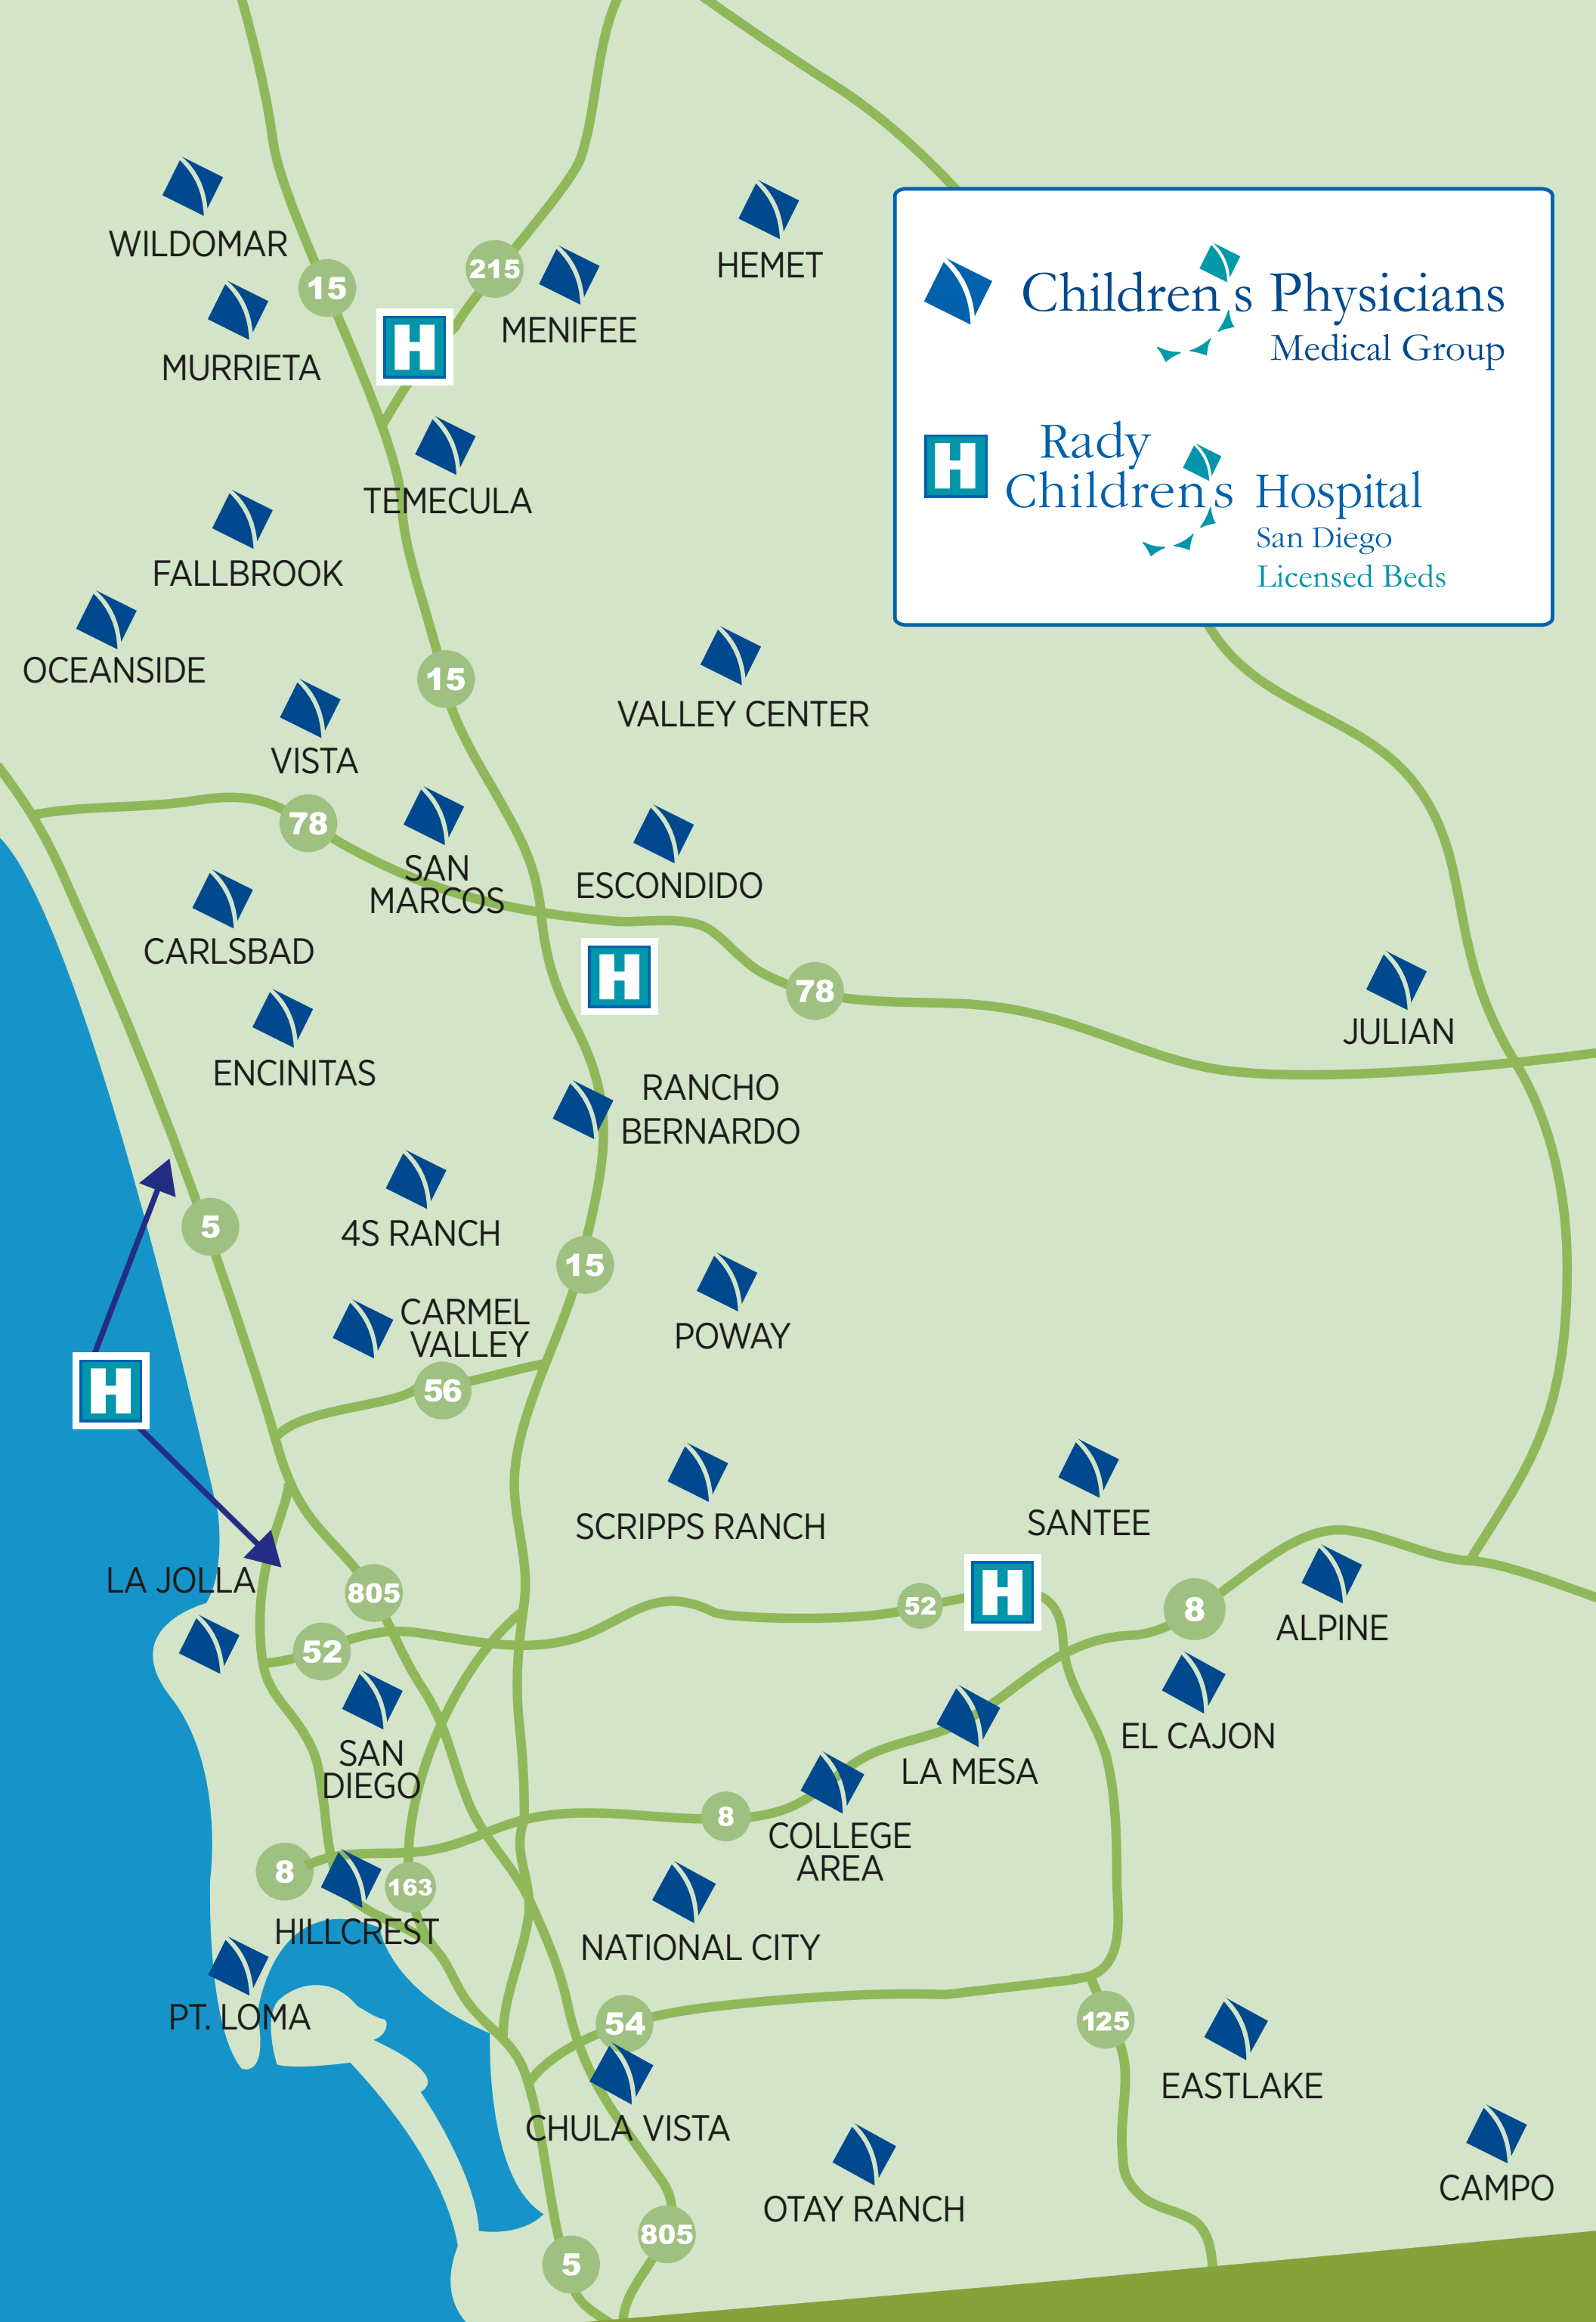 WILDOMAR
HEMET
215
15
MENIFEE
H
MURRIETA
Children's Physicians
Medical Group
TEMECULA
H
Rady
Children's Hospital
San Diego
Licensed Beds
FALLBROOK
OCEANSIDE
15
VALLEY CENTER
VISTA
78
SAN
MARCOS
ESCONDIDO
CARLSBAD
H
78
JULIAN
ENCINITAS
RANCHO
BERNARDO
5
4S RANCH
15
CARMEL
VALLEY
POWAY
H
56
SCRIPPS RANCH
SANTEE
LA JOLLA
805
52
H
8
ALPINE
52
SAN
DIEGO
EL CAJON
LA MESA
8
COLLEGE
AREA
8
163
HILLCREST
NATIONAL CITY
PT. LOMA
54
125
EASTLAKE
CHULA VISTA
OTAY RANCH
CAMPO
805
5